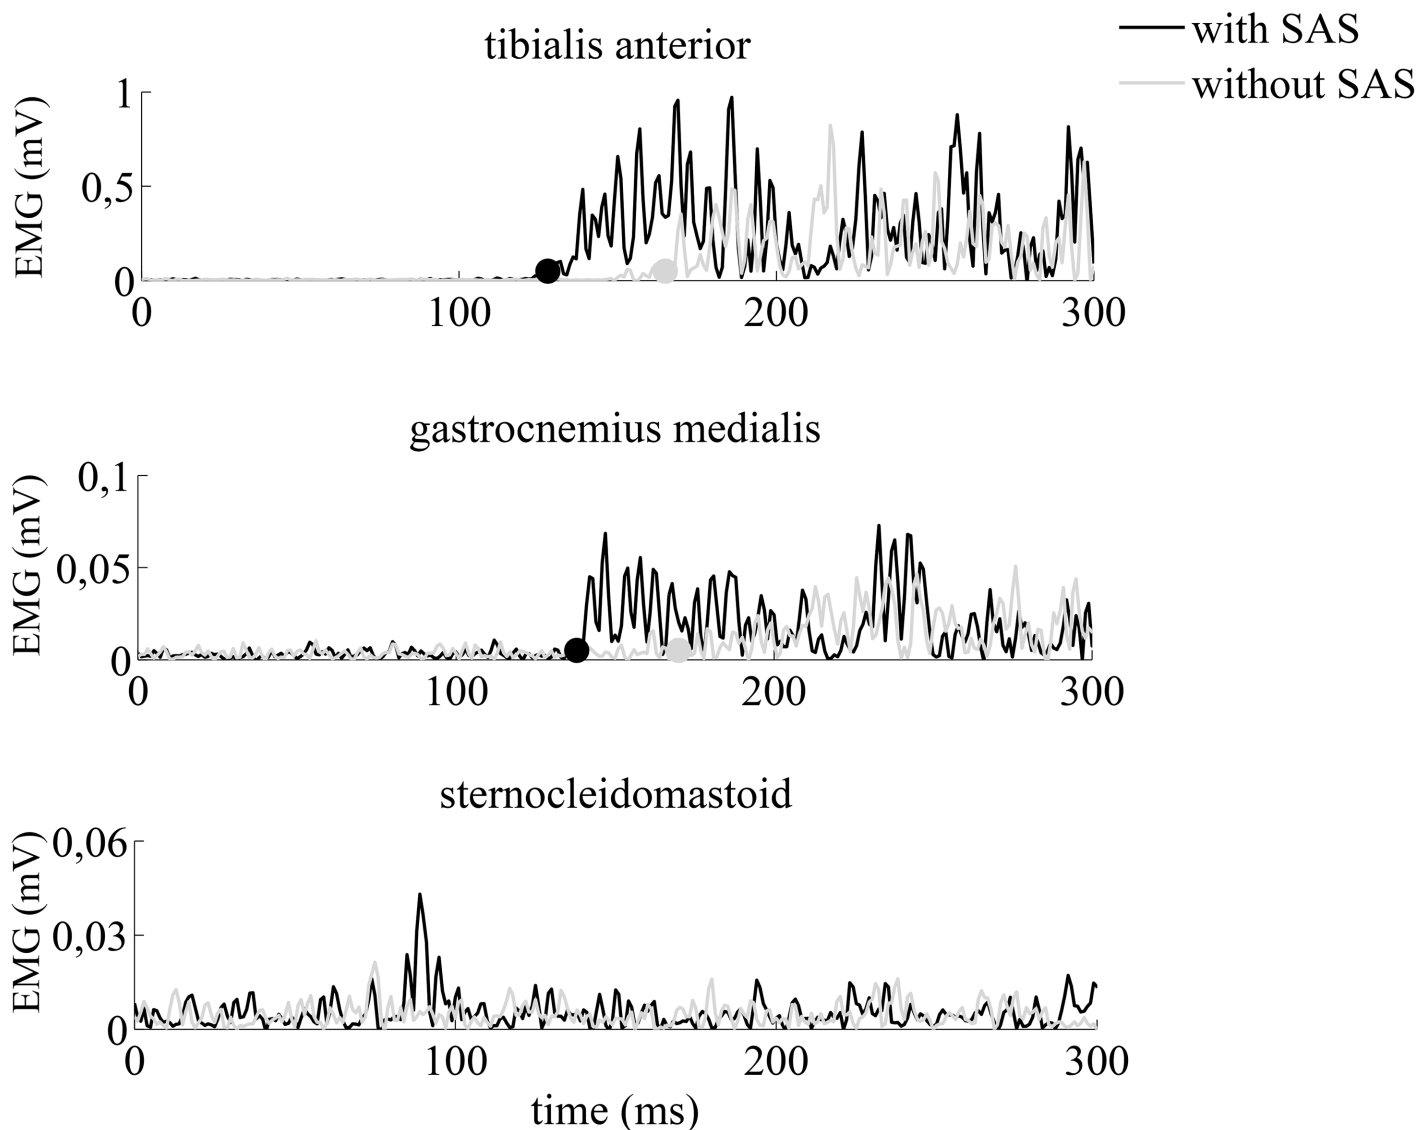 with SAS
without SAS
tibialis anterior
EMG (mV)
1
0,5
0
0 100 200 300
gastrocnemius medialis
EMG (mV)
0,1
0,05
0
0 100 200 300
sternocleidomastoid
EMG (mV)
0,06
0,03
0
0 100 200 300
time (ms)